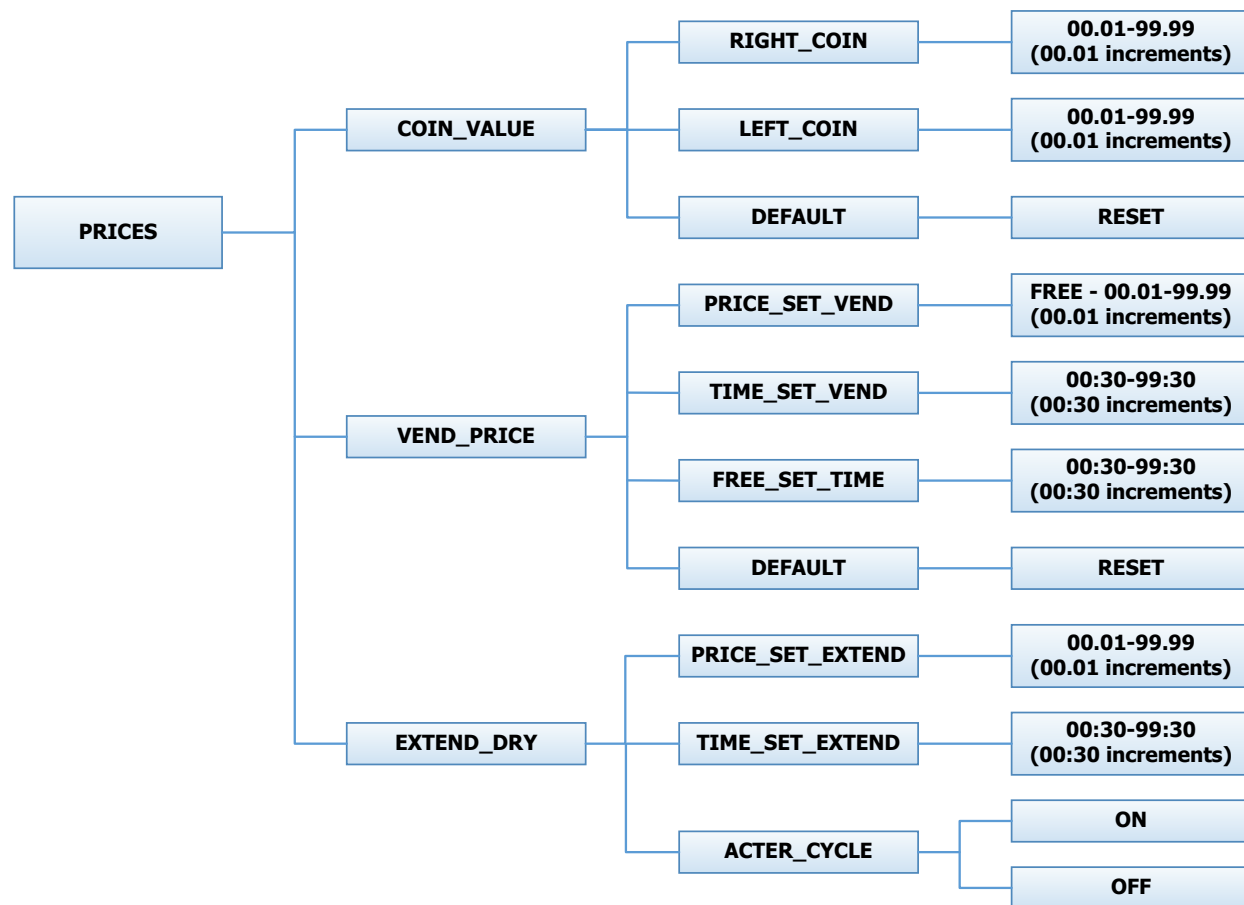 PRICES
COIN_VALUE
RIGHT_COIN
00.01-99.99
(00.01 increments)
LEFT_COIN
00.01-99.99
(00.01 increments)
DEFAULT
RESET
VEND_PRICE
PRICE_SET_VEND
FREE - 00.01-99.99
(00.01 increments)
TIME_SET_VEND
00:30-99:30
(00:30 increments)
FREE_SET_TIME
00:30-99:30
(00:30 increments)
DEFAULT
RESET
EXTEND_DRY
PRICE_SET_EXTEND
00.01-99.99
(00.01 increments)
TIME_SET_EXTEND
00:30-99:30
(00:30 increments)
ACTER_CYCLE
ON
OFF